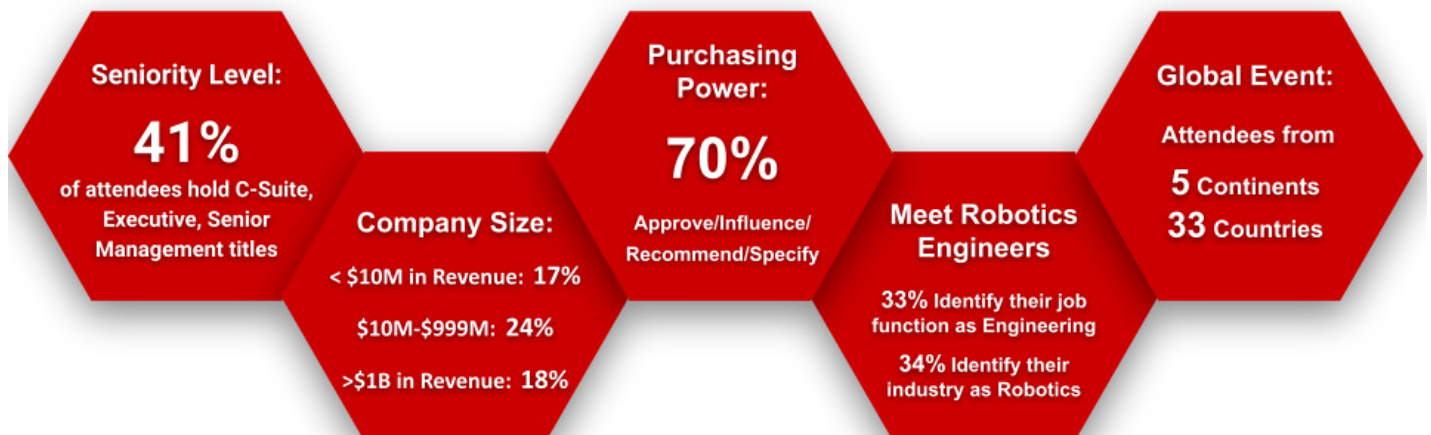 Seniority Level:
41%
of attendees hold C-Suite,
Executive, Senior
Management titles
Company Size:
< $10M in Revenue: 17%
$10M-$999M: 24%
>$1B in Revenue: 18%
Purchasing
Power:
70%
Approve/Influence/
Recommend/Specify
Meet Robotics
Engineers
33% Identify their job
function as Engineering
34% Identify their
industry as Robotics
Global Event:
Attendees from
5 Continents
33 Countries